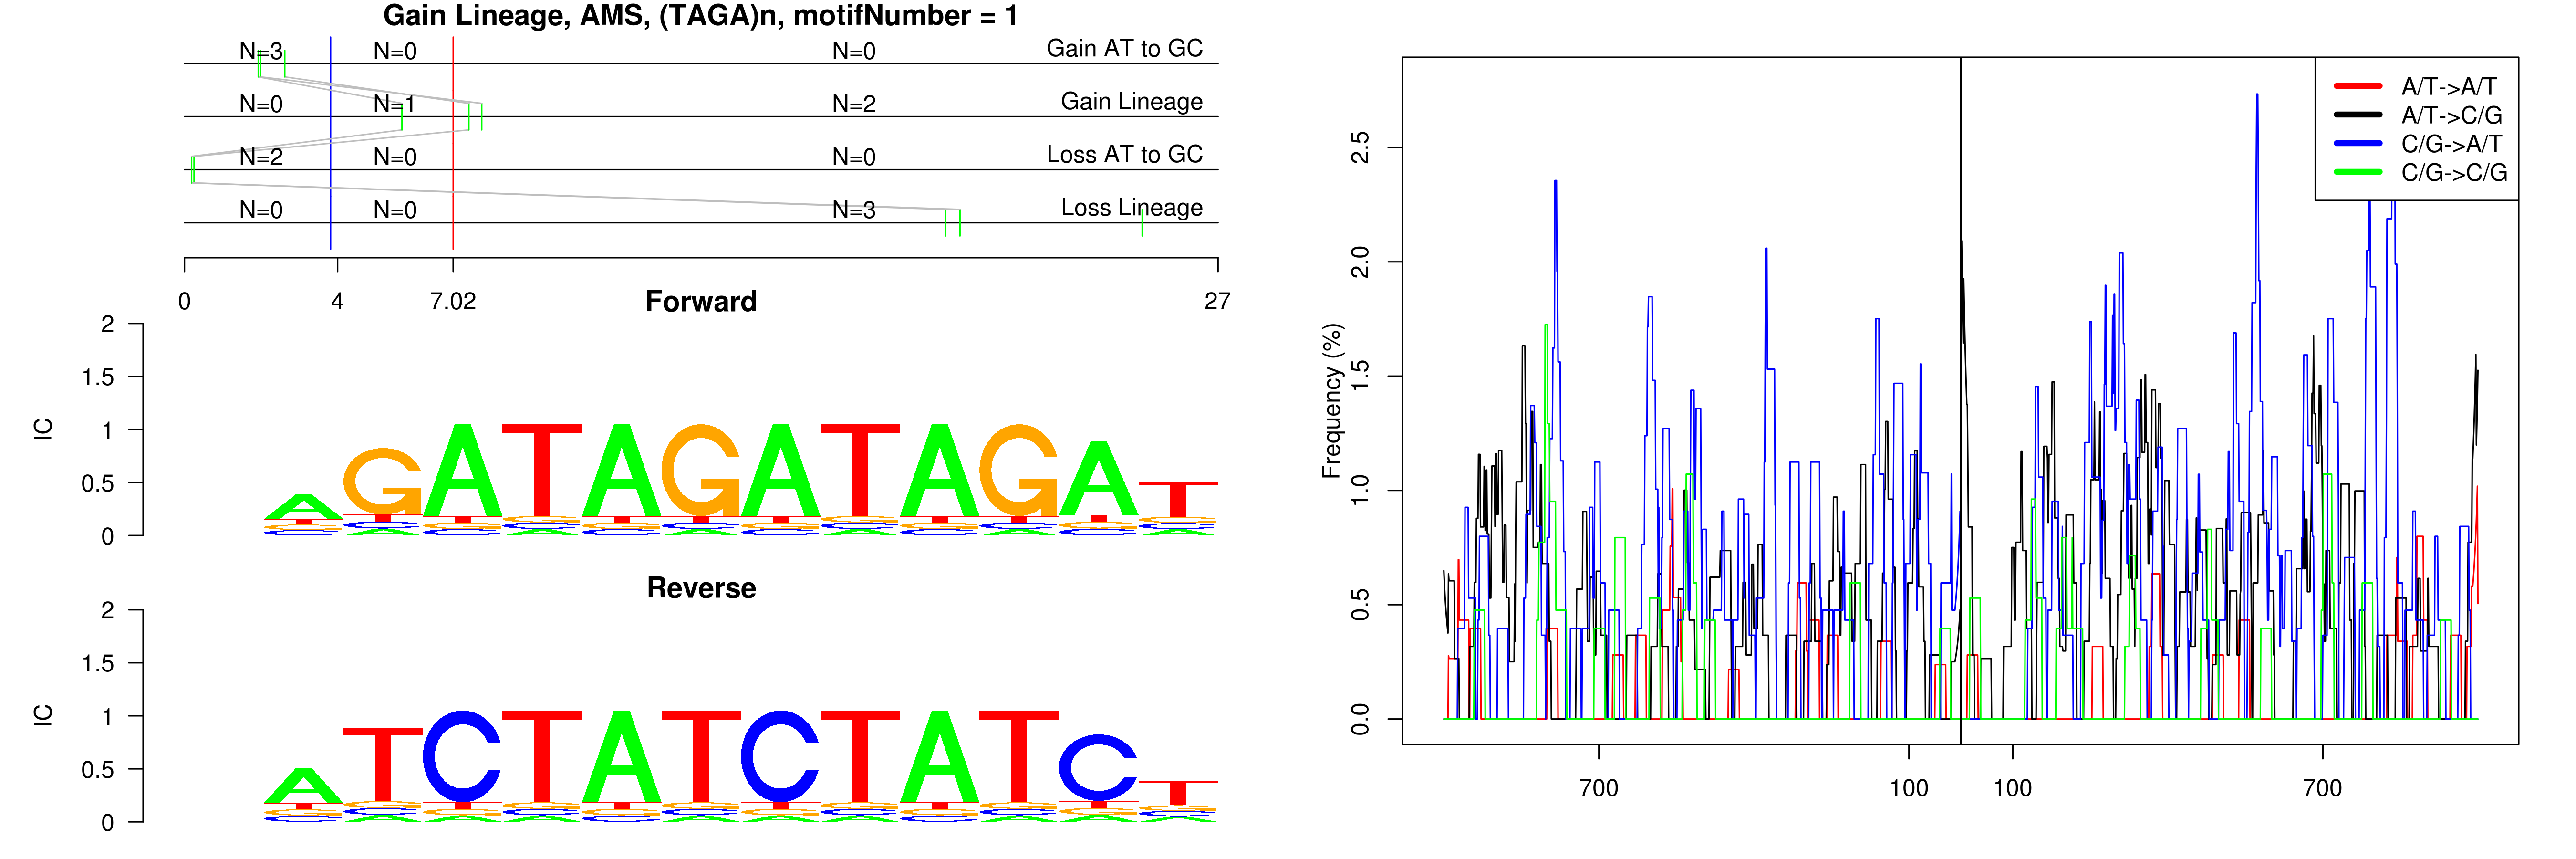 Gain Lineage, AMS, (TAGA)n, motifNumber = 1
N=3 N=0 N=0 Gain AT to GC
N=0 N=1 N=2 Gain Lineage
N=2 N=0 N=0 Loss AT to GC
N=0 N=0 N=3 Loss Lineage
0 4 7.02 27
Forward
IC
2
1.5
1
0.5
0
AGATAGATAGAT
Reverse
IC
2
1.5
1
0.5
0
ATCTATCTATCT
Frequency (%)
2.5
2.0
1.5
1.0
0.5
0.0
700 100 100 700
A/T->A/T
A/T->C/G
C/G->A/T
C/G->C/G